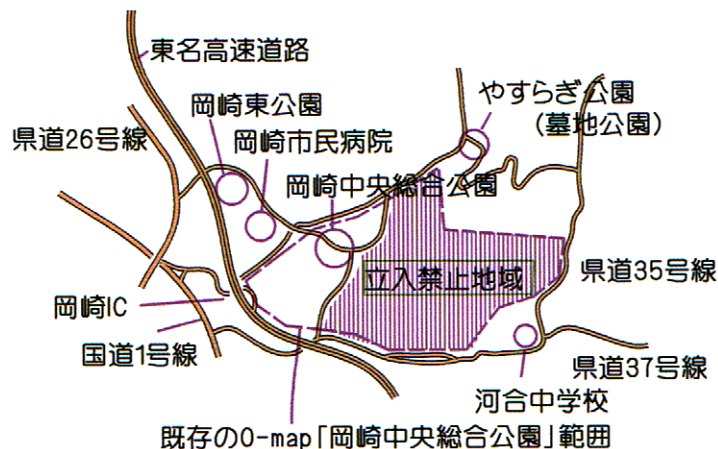 東名高速道路
岡崎東公園
やすらぎ公園
(墓地公園)
県道26号線
岡崎市民病院
岡崎中央総合公園
立入禁止地域
県道35号線
岡崎IC
国道1号線
県道37号線
河合中学校
既存のO-map「岡崎中央総合公園」範囲